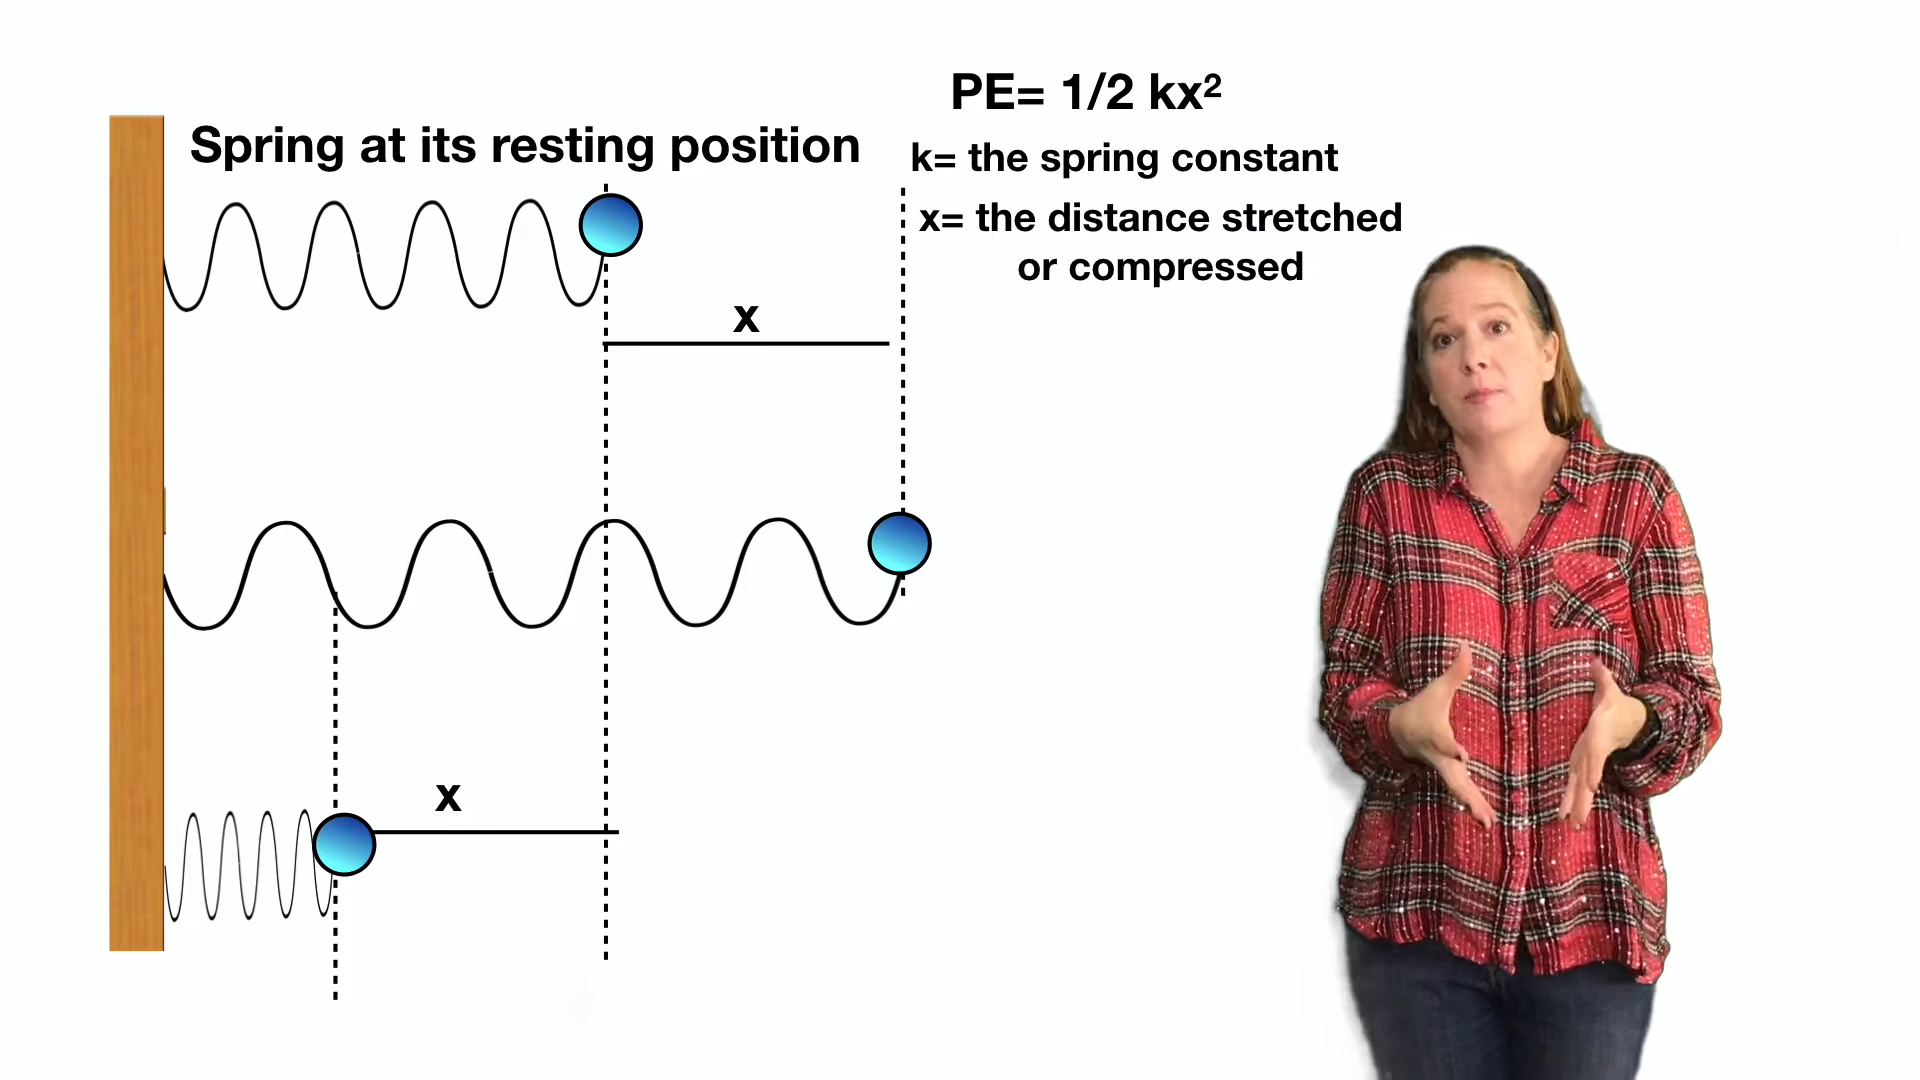 PE= 1/2 kx²
Spring at its resting position
k= the spring constant
x= the distance stretched
or compressed
x
x